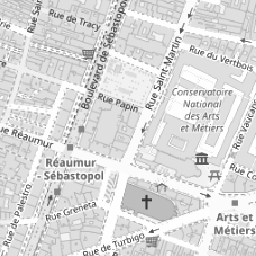 Rue de Tracy
Boulevard de Sébastopol
Rue Saint-Martin
Rue du Vertbois
Rue Papin
Conservatoire
National
des Arts
et Métiers
Réaumur
Réaumur
Sébastopol
Rue Greneta
Rue de Turbigo
Arts et
Métiers
Rue de Palestro